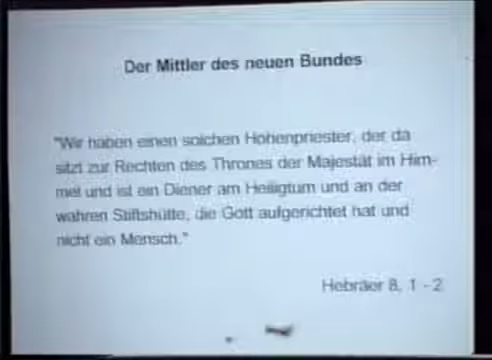 Der Mittler des neuen Bundes
"Wir haben einen solchen Hohenpriester, der da
sitzt zur Rechten des Thrones der Majestät im Him-
mel und ist ein Diener am Heiligtum und an der
wahren Stiftshütte, die Gott aufgerichtet hat und
nicht ein Mensch."
Hebräer 8, 1 - 2